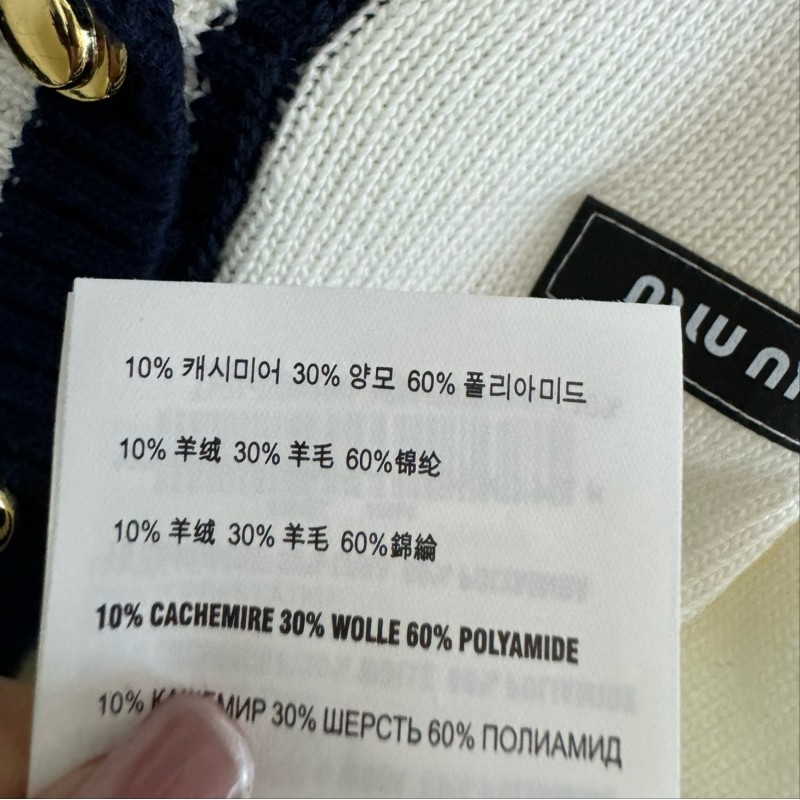 MIU MIU
10% 캐시미어 30% 양모 60% 폴리아미드
10% 羊绒 30% 羊毛 60%锦纶
10% 羊绒 30% 羊毛 60%錦綸
10% CACHEMIRE 30% WOLLE 60% POLYAMIDE
10% КАШЕМИР 30% ШЕРСТЬ 60% ПОЛИАМИД